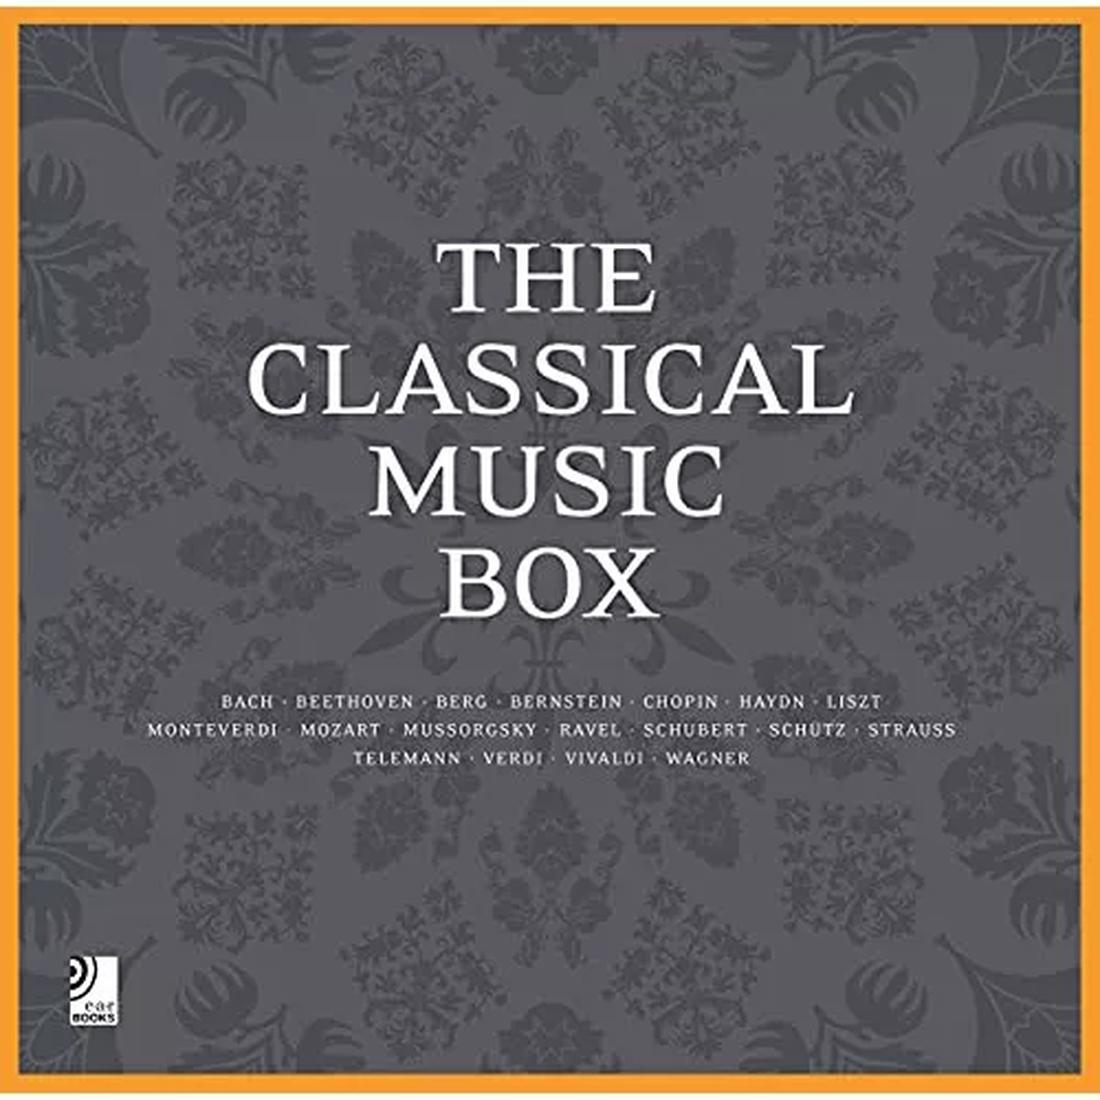 THE
CLASSICAL
MUSIC
BOX
BACH · BEETHOVEN · BERG · BERNSTEIN · CHOPIN · HAYDN · LISZT
MONTEVERDI · MOZART · MUSSORGSKY · RAVEL · SCHUBERT · SCHÜTZ · STRAUSS
TELEMANN · VERDI · VIVALDI · WAGNER
ear
BOOKS